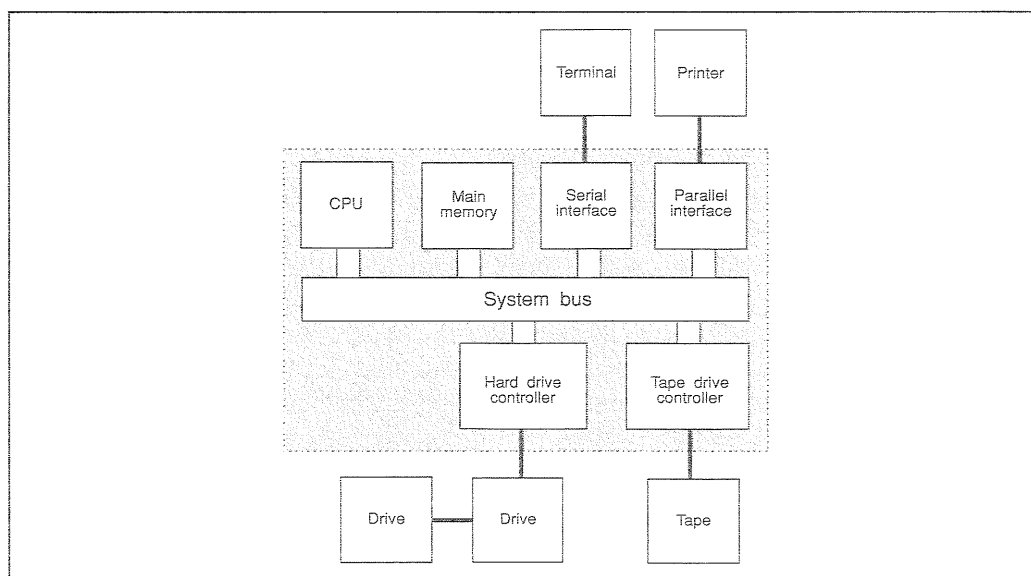 Terminal
Printer
CPU
Main
memory
Serial
interface
Parallel
interface
System bus
Hard drive
controller
Tape drive
controller
Drive
Drive
Tape